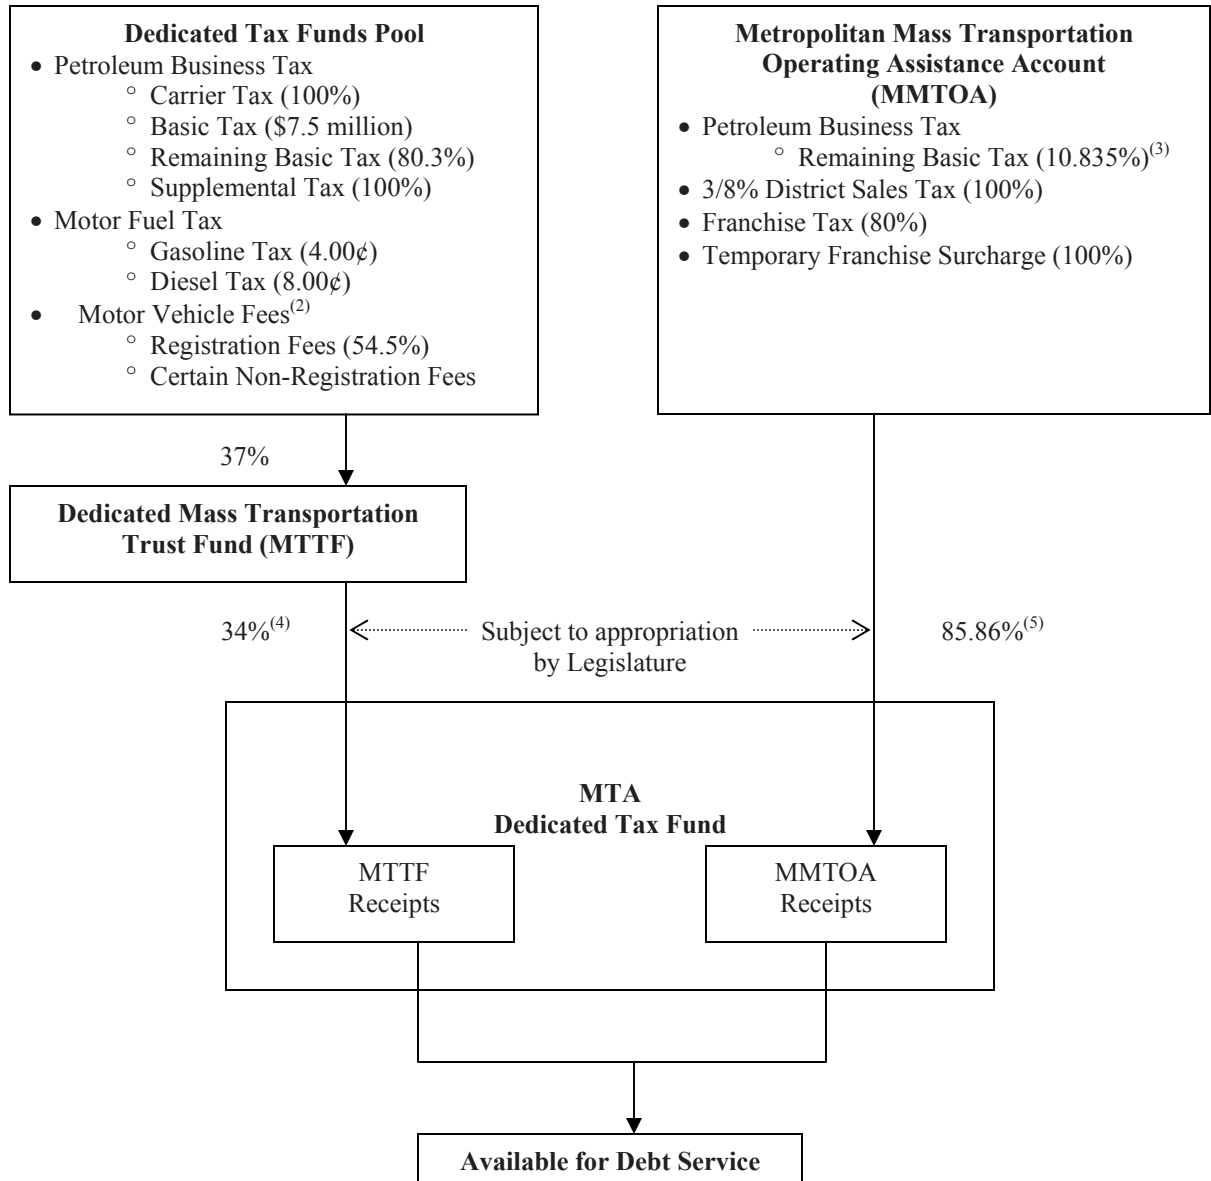 Dedicated Tax Funds Pool
• Petroleum Business Tax
° Carrier Tax (100%)
° Basic Tax ($7.5 million)
° Remaining Basic Tax (80.3%)
° Supplemental Tax (100%)
• Motor Fuel Tax
° Gasoline Tax (4.00¢)
° Diesel Tax (8.00¢)
• Motor Vehicle Fees(2)
° Registration Fees (54.5%)
° Certain Non-Registration Fees
Metropolitan Mass Transportation
Operating Assistance Account
(MMTOA)
• Petroleum Business Tax
° Remaining Basic Tax (10.835%)(3)
• 3/8% District Sales Tax (100%)
• Franchise Tax (80%)
• Temporary Franchise Surcharge (100%)
37%
Dedicated Mass Transportation
Trust Fund (MTTF)
34%(4)
Subject to appropriation
by Legislature
85.86%(5)
MTA
Dedicated Tax Fund
MTTF
Receipts
MMTOA
Receipts
Available for Debt Service